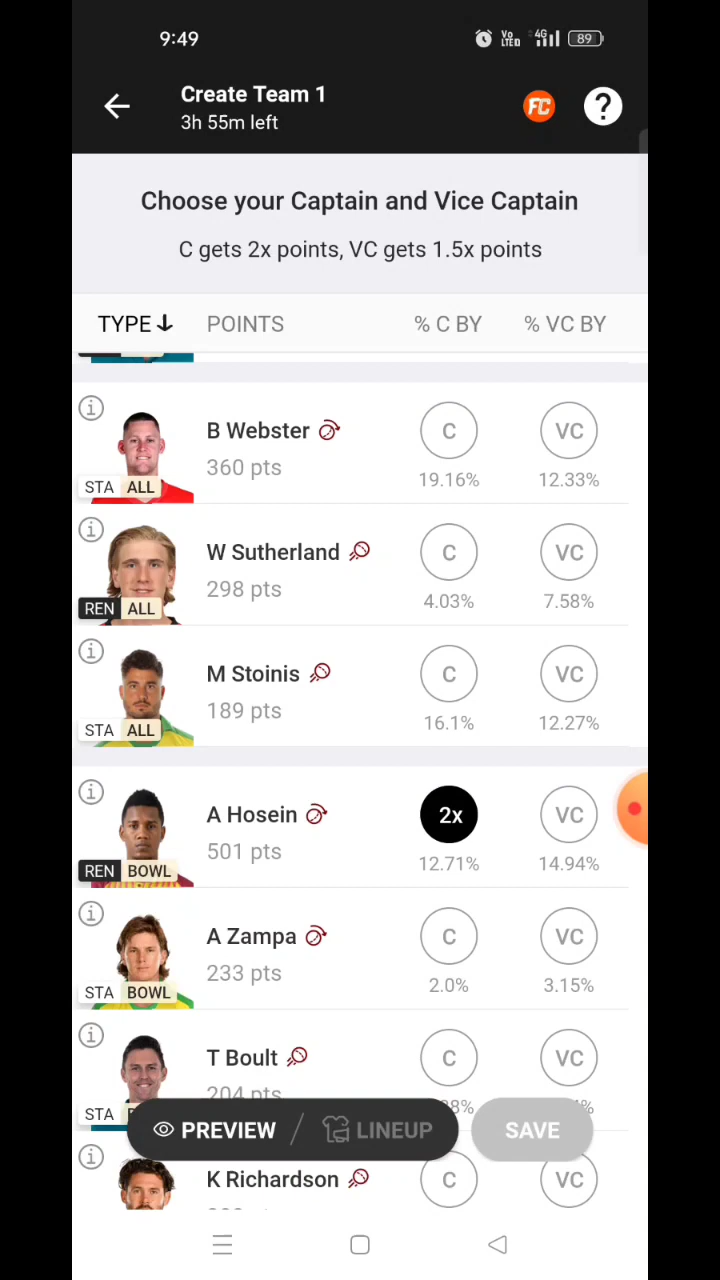 9:49
Vo LTED 4G 89
Create Team 1
3h 55m left
FC ?
Choose your Captain and Vice Captain
C gets 2x points, VC gets 1.5x points
TYPE POINTS % C BY % VC BY
B Webster C VC
360 pts
STA ALL 19.16% 12.33%
W Sutherland C VC
298 pts
REN ALL 4.03% 7.58%
M Stoinis C VC
189 pts
STA ALL 16.1% 12.27%
A Hosein 2x VC
501 pts
REN BOWL 12.71% 14.94%
A Zampa C VC
233 pts
STA BOWL 2.0% 3.15%
T Boult C VC
204 pts
STA
PREVIEW LINEUP SAVE
K Richardson C VC